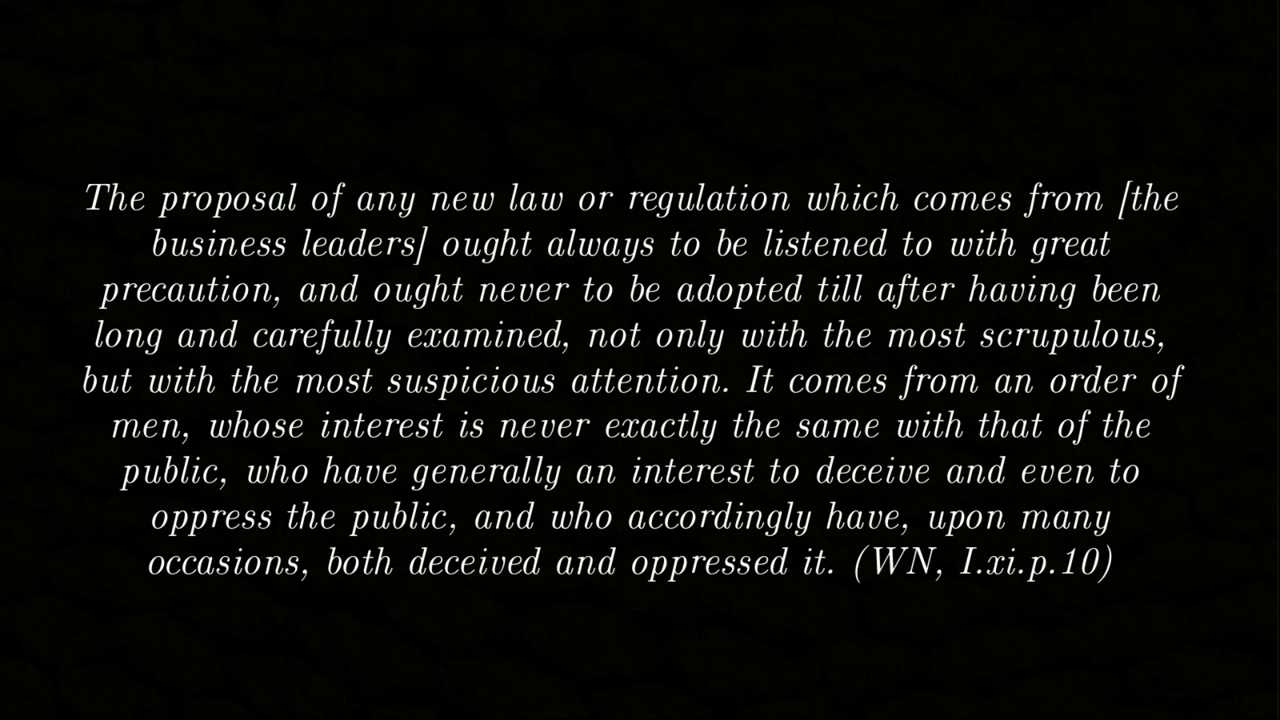 The proposal of any new law or regulation which comes from [the
business leaders] ought always to be listened to with great
precaution, and ought never to be adopted till after having been
long and carefully examined, not only with the most scrupulous,
but with the most suspicious attention. It comes from an order of
men, whose interest is never exactly the same with that of the
public, who have generally an interest to deceive and even to
oppress the public, and who accordingly have, upon many
occasions, both deceived and oppressed it. (WN, I.xi.p.10)